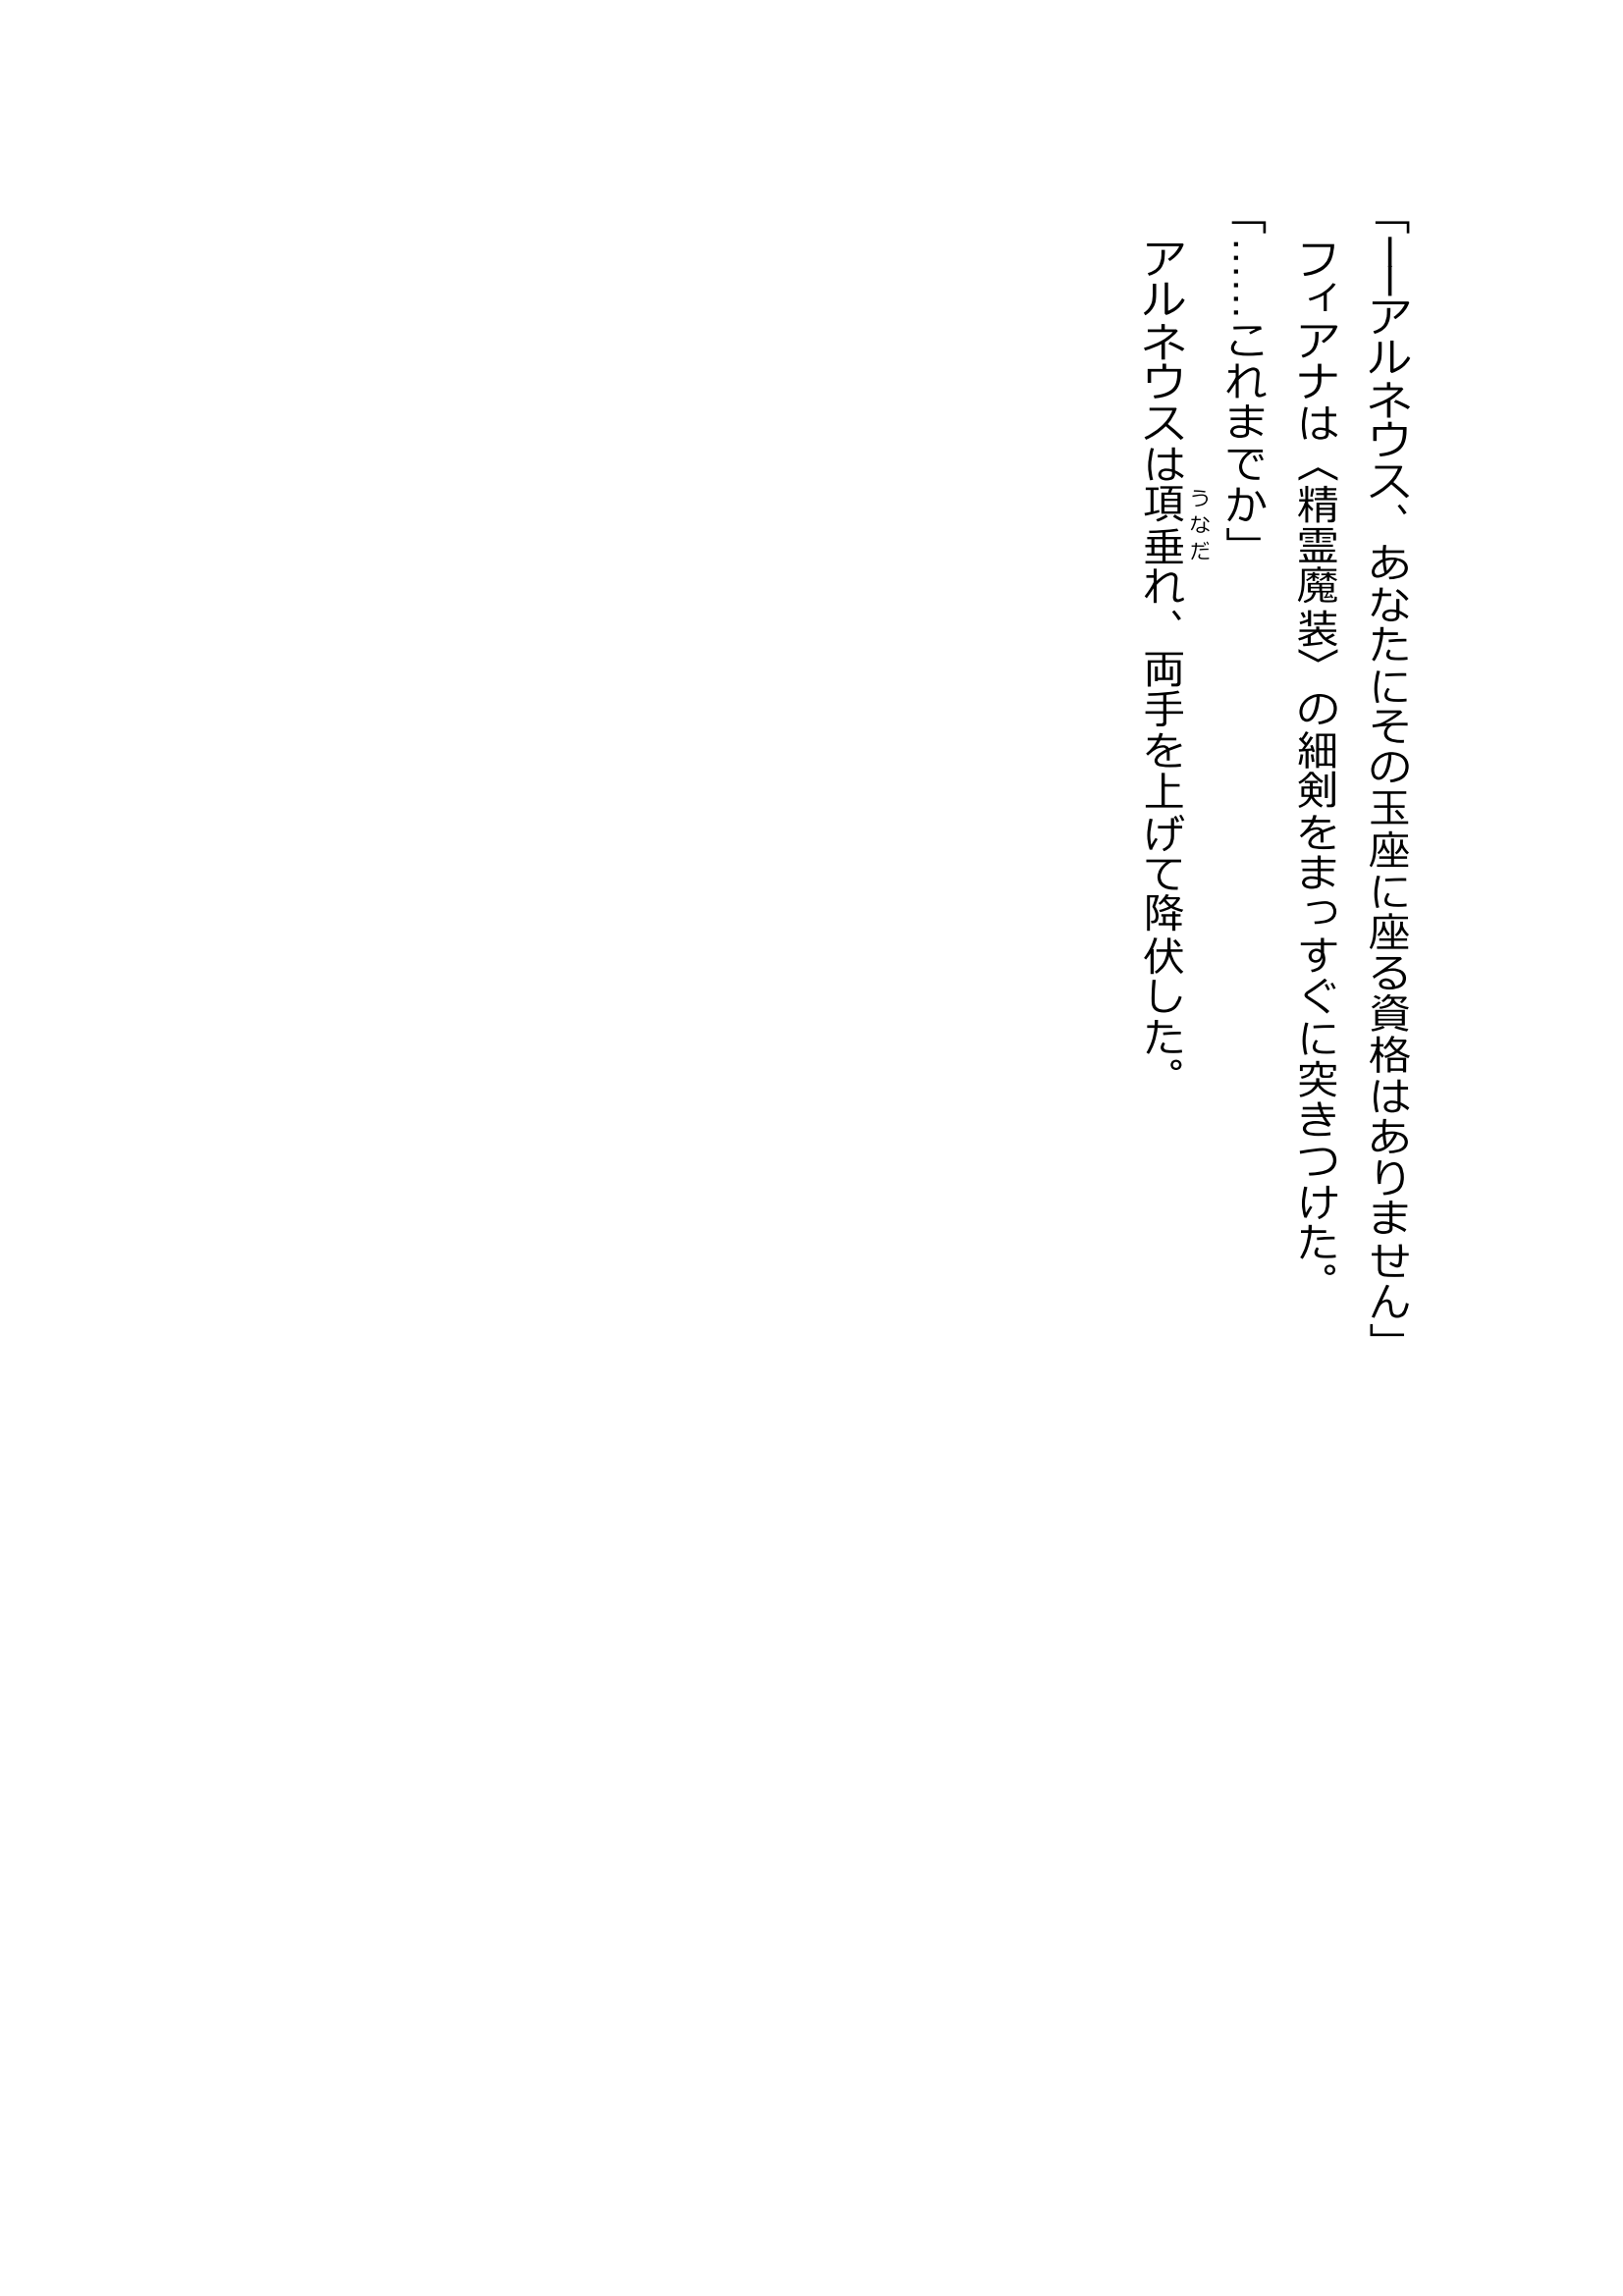 「――アルネウス、あなたにその玉座に座る資格はありません」
　フィアナは〈精霊魔装〉の細剣をまっすぐに突きつけた。
「……これまでか」
　アルネウスは項垂れ、両手を上げて降伏した。
うなだ